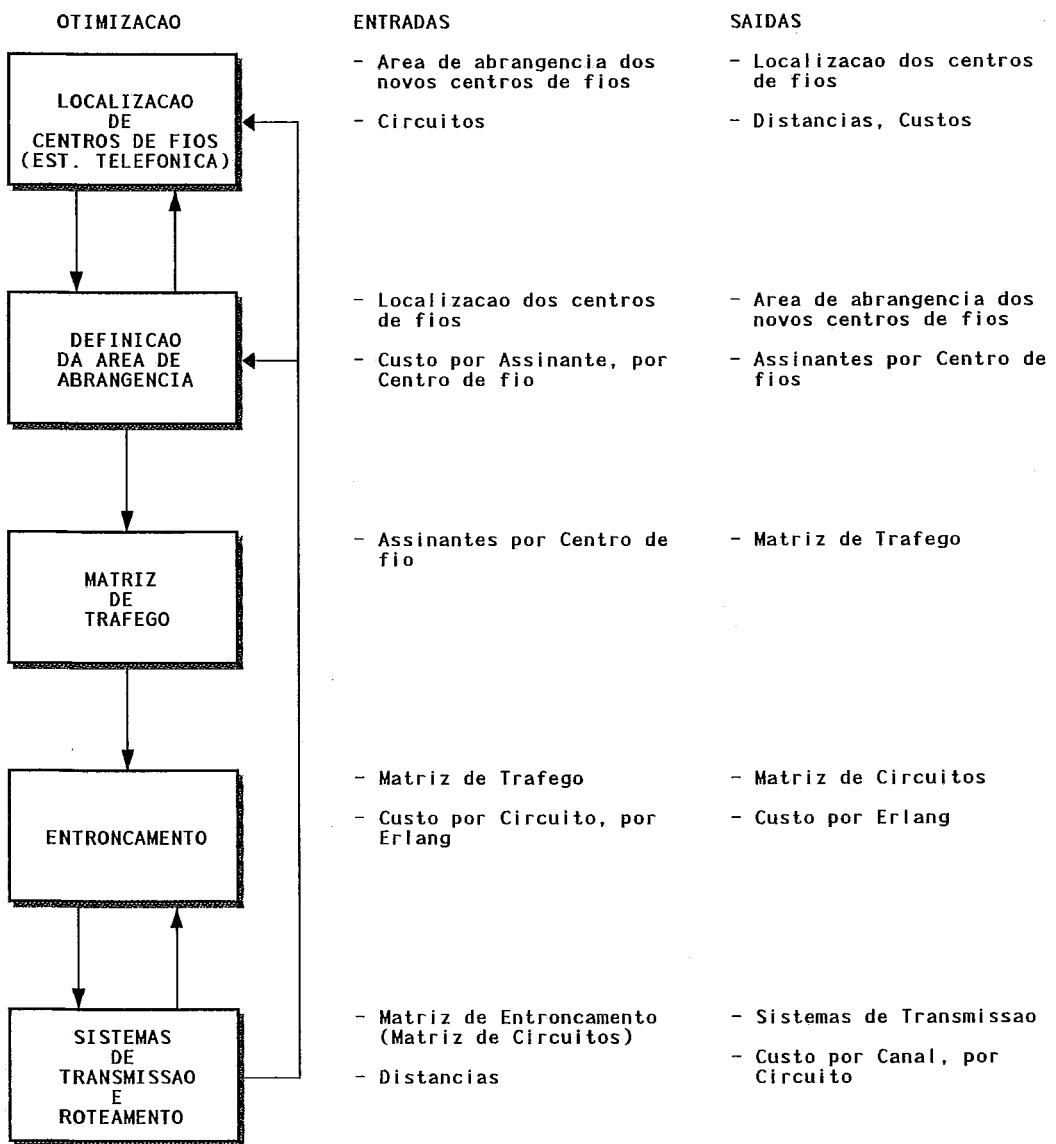 OTIMIZACAO
ENTRADAS
SAIDAS
LOCALIZACAO
DE
CENTROS DE FIOS
(EST. TELEFONICA)
- Area de abrangencia dos
novos centros de fios
- Circuitos
- Localizacao dos centros
de fios
- Distancias, Custos
DEFINICAO
DA AREA DE
ABRANGENCIA
- Localizacao dos centros
de fios
- Custo por Assinante, por
Centro de fio
- Area de abrangencia dos
novos centros de fios
- Assinantes por Centro de
fios
MATRIZ
DE
TRAFEGO
- Assinantes por Centro de
fio
- Matriz de Trafego
ENTRONCAMENTO
- Matriz de Trafego
- Custo por Circuito, por
Erlang
- Matriz de Circuitos
- Custo por Erlang
SISTEMAS
DE
TRANSMISSAO
E
ROTEAMENTO
- Matriz de Entroncamento
(Matriz de Circuitos)
- Distancias
- Sistemas de Transmissao
- Custo por Canal, por
Circuito